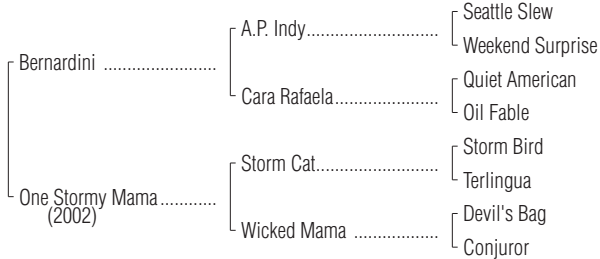 Seattle Slew
A.P. Indy..............................
Weekend Surprise
Bernardini .........................
Quiet American
Cara Rafaela........................
Oil Fable
Storm Bird
Storm Cat............................
Terlingua
One Stormy Mama............
(2002)
Devil's Bag
Wicked Mama ...................
Conjuror